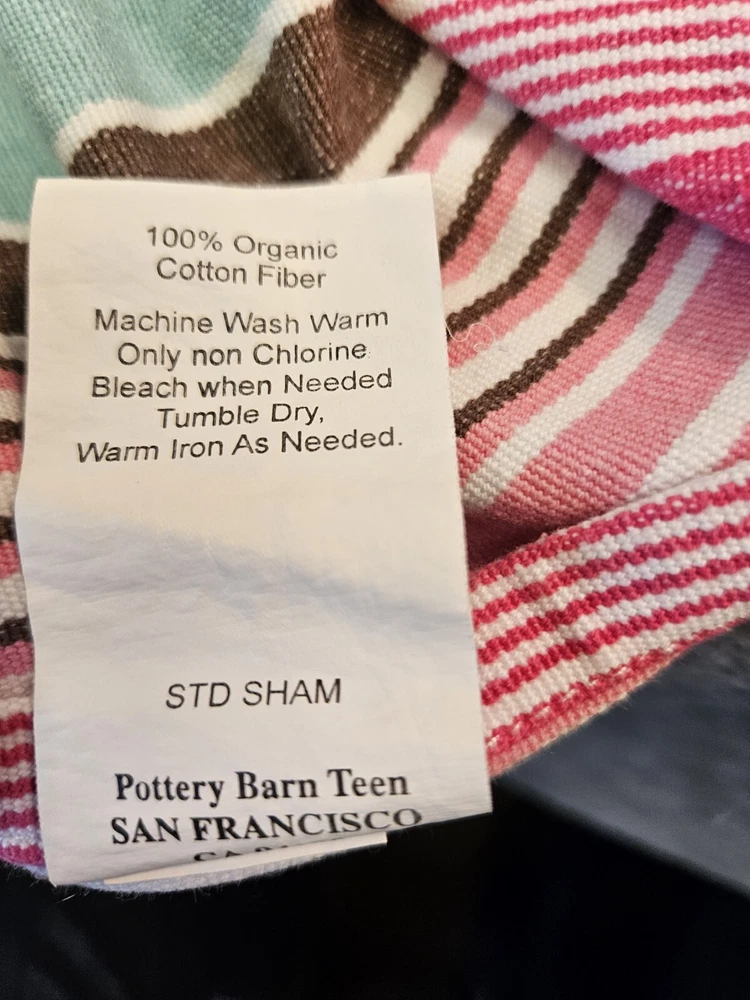 100% Organic
Cotton Fiber
Machine Wash Warm
Only non Chlorine
Bleach when Needed
Tumble Dry,
Warm Iron As Needed.
STD SHAM
Pottery Barn Teen
SAN FRANCISCO